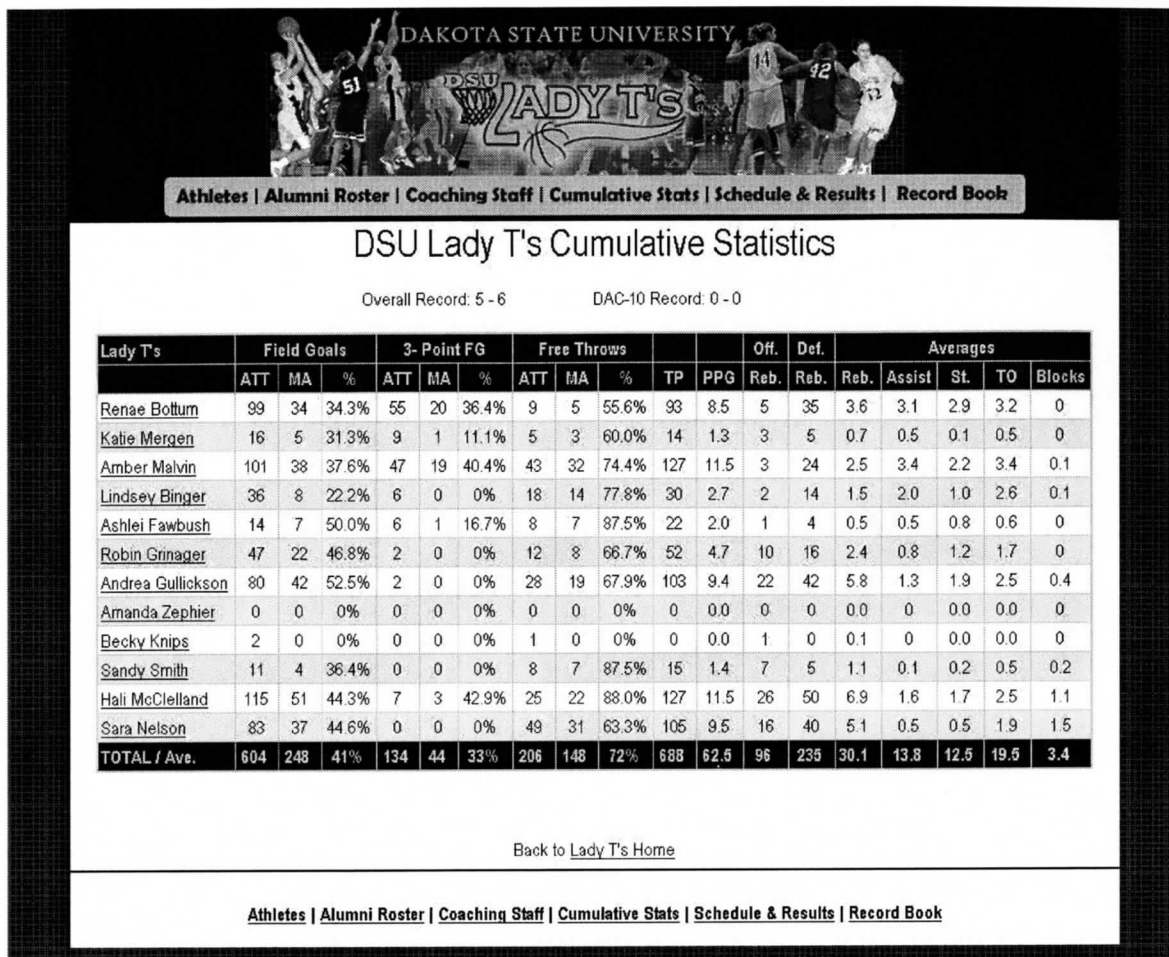 DAKOTA STATE UNIVERSITY
51
44
42
DSU
LADY T'S
Athletes | Alumni Roster | Coaching Staff | Cumulative Stats | Schedule & Results | Record Book
DSU Lady T's Cumulative Statistics
Overall Record: 5 - 6 DAC-10 Record: 0 - 0
Lady T's Field Goals 3- Point FG Free Throws Off. Def. Averages
ATT MA % ATT MA % ATT MA % TP PPG Reb. Reb. Reb. Assist St. TO Blocks
Renae Bottum 99 34 34.3% 55 20 36.4% 9 5 55.6% 93 8.5 5 35 3.6 3.1 2.9 3.2 0
Katie Mergen 16 5 31.3% 9 1 11.1% 5 3 60.0% 14 1.3 3 5 0.7 0.5 0.1 0.5 0
Amber Malvin 101 38 37.6% 47 19 40.4% 43 32 74.4% 127 11.5 3 24 2.5 3.4 2.2 3.4 0.1
Lindsey Binger 36 8 22.2% 6 0 0% 18 14 77.8% 30 2.7 2 14 1.5 2.0 1.0 2.6 0.1
Ashlei Fawbush 14 7 50.0% 6 1 16.7% 8 7 87.5% 22 2.0 1 4 0.5 0.5 0.8 0.6 0
Robin Grinager 47 22 46.8% 2 0 0% 12 8 66.7% 52 4.7 10 16 2.4 0.8 1.2 1.7 0
Andrea Gullickson 80 42 52.5% 2 0 0% 28 19 67.9% 103 9.4 22 42 5.8 1.3 1.9 2.5 0.4
Amanda Zephier 0 0 0% 0 0 0% 0 0 0% 0 0.0 0 0 0.0 0 0.0 0.0 0
Becky Knips 2 0 0% 0 0 0% 1 0 0% 0 0.0 1 0 0.1 0 0.0 0.0 0
Sandy Smith 11 4 36.4% 0 0 0% 8 7 87.5% 15 1.4 7 5 1.1 0.1 0.2 0.5 0.2
Hali McClelland 115 51 44.3% 7 3 42.9% 25 22 88.0% 127 11.5 26 50 6.9 1.6 1.7 2.5 1.1
Sara Nelson 83 37 44.6% 0 0 0% 49 31 63.3% 105 9.5 16 40 5.1 0.5 0.5 1.9 1.5
TOTAL / Ave. 604 248 41% 134 44 33% 206 148 72% 688 62.5 96 235 30.1 13.8 12.5 19.5 3.4
Back to Lady T's Home
Athletes | Alumni Roster | Coaching Staff | Cumulative Stats | Schedule & Results | Record Book